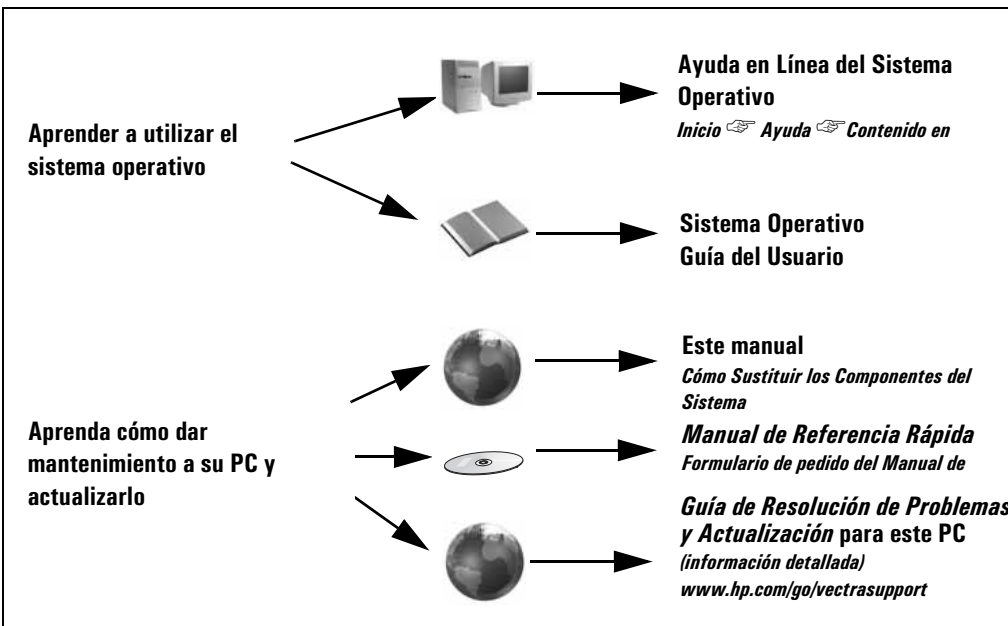 Aprender a utilizar el
sistema operativo
Ayuda en Línea del Sistema
Operativo
Inicio ☞ Ayuda ☞ Contenido en
Sistema Operativo
Guía del Usuario
Aprenda cómo dar
mantenimiento a su PC y
actualizarlo
Este manual
Cómo Sustituir los Componentes del
Sistema
Manual de Referencia Rápida
Formulario de pedido del Manual de
Guía de Resolución de Problemas
y Actualización para este PC
(información detallada)
www.hp.com/go/vectrasupport